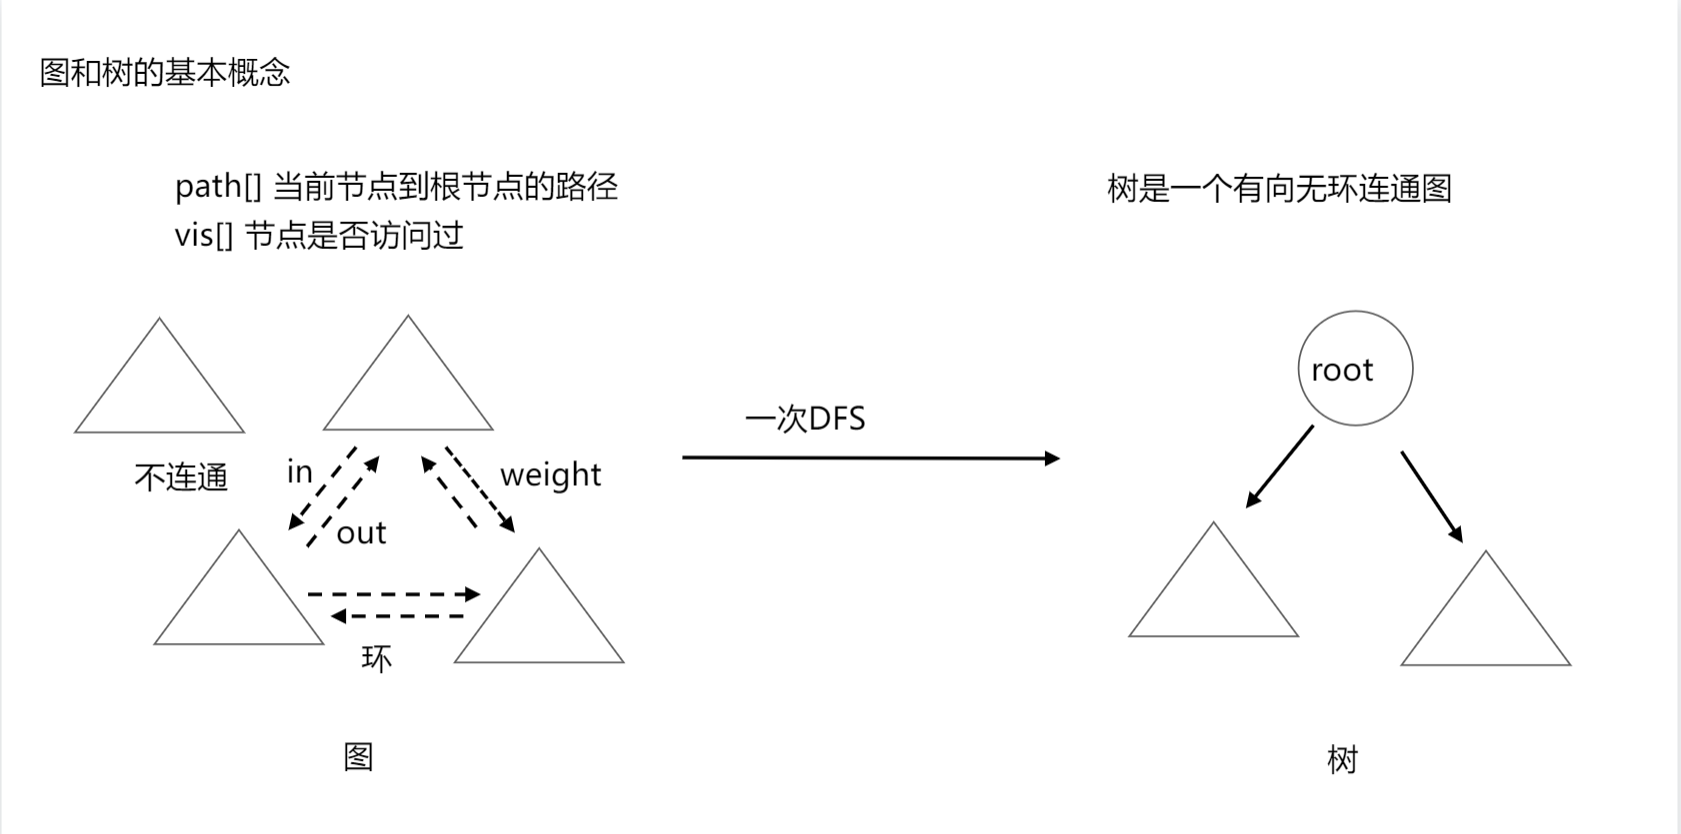 图和树的基本概念
path[] 当前节点到根节点的路径
vis[] 节点是否访问过
树是一个有向无环连通图
不连通
in
out
weight
环
图
一次DFS
root
树